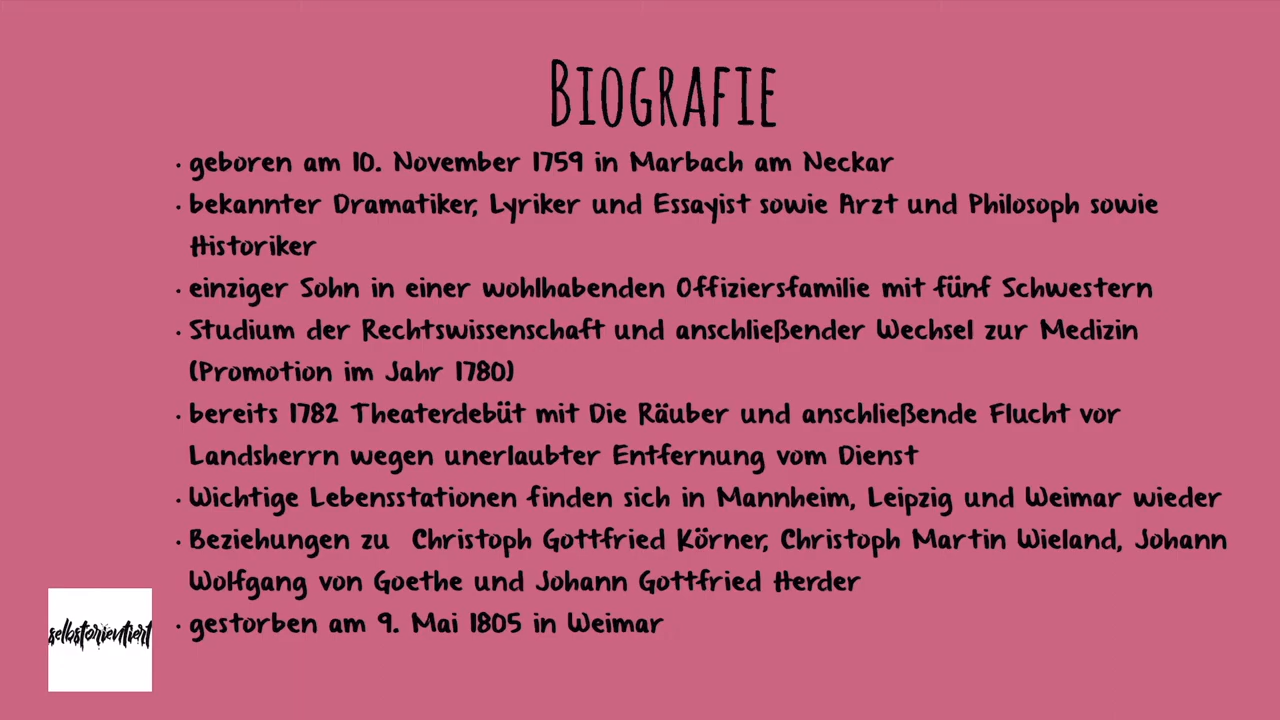 Biografie
· geboren am 10. November 1759 in Marbach am Neckar
· bekannter Dramatiker, Lyriker und Essayist sowie Arzt und Philosoph sowie
Historiker
· einziger Sohn in einer wohlhabenden Offiziersfamilie mit fünf Schwestern
· Studium der Rechtswissenschaft und anschließender Wechsel zur Medizin
(Promotion im Jahr 1780)
· bereits 1782 Theaterdebüt mit Die Räuber und anschließende Flucht vor
Landsherrn wegen unerlaubter Entfernung vom Dienst
· Wichtige Lebensstationen finden sich in Mannheim, Leipzig und Weimar wieder
· Beziehungen zu  Christoph Gottfried Körner, Christoph Martin Wieland, Johann
Wolfgang von Goethe und Johann Gottfried Herder
· gestorben am 9. Mai 1805 in Weimar
selbstorientiert